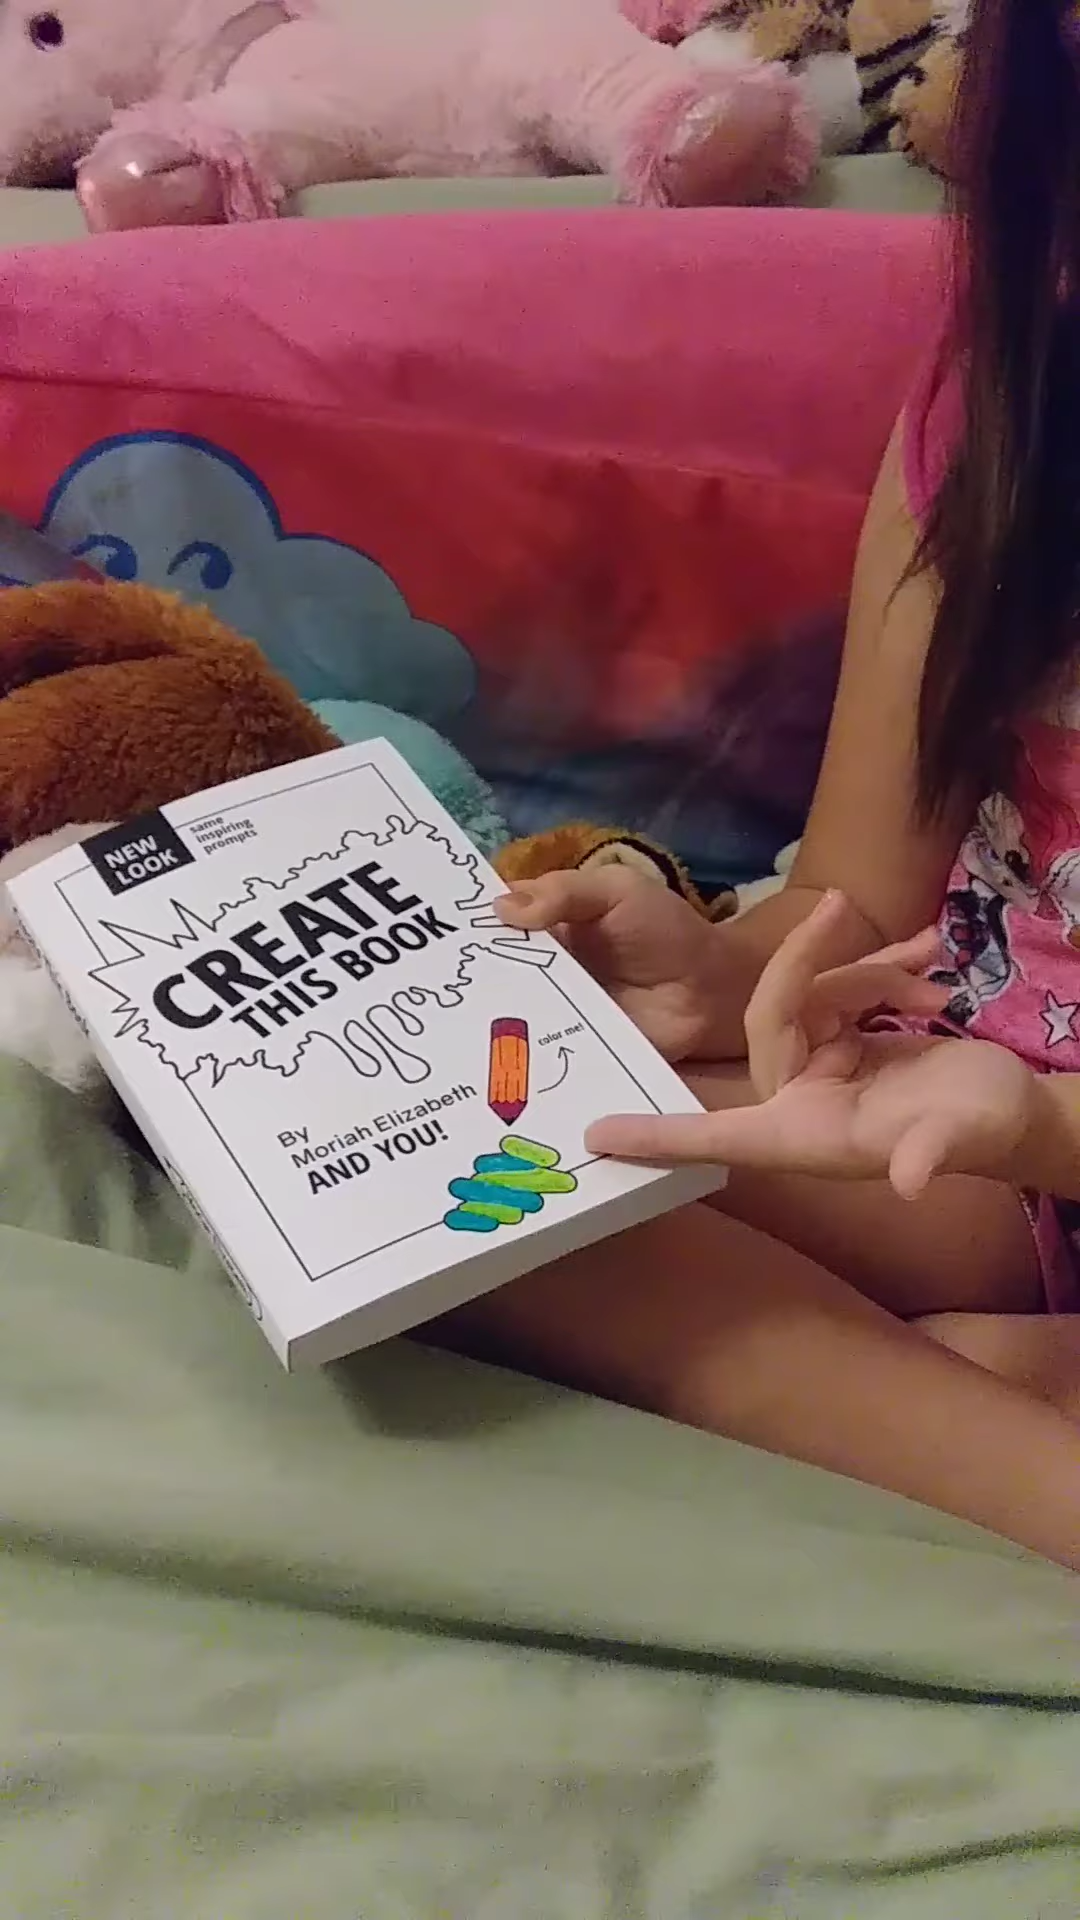 NEW
LOOK
same
inspiring
prompts
CREATE
THIS BOOK
color me!
By
Moriah Elizabeth
AND YOU!